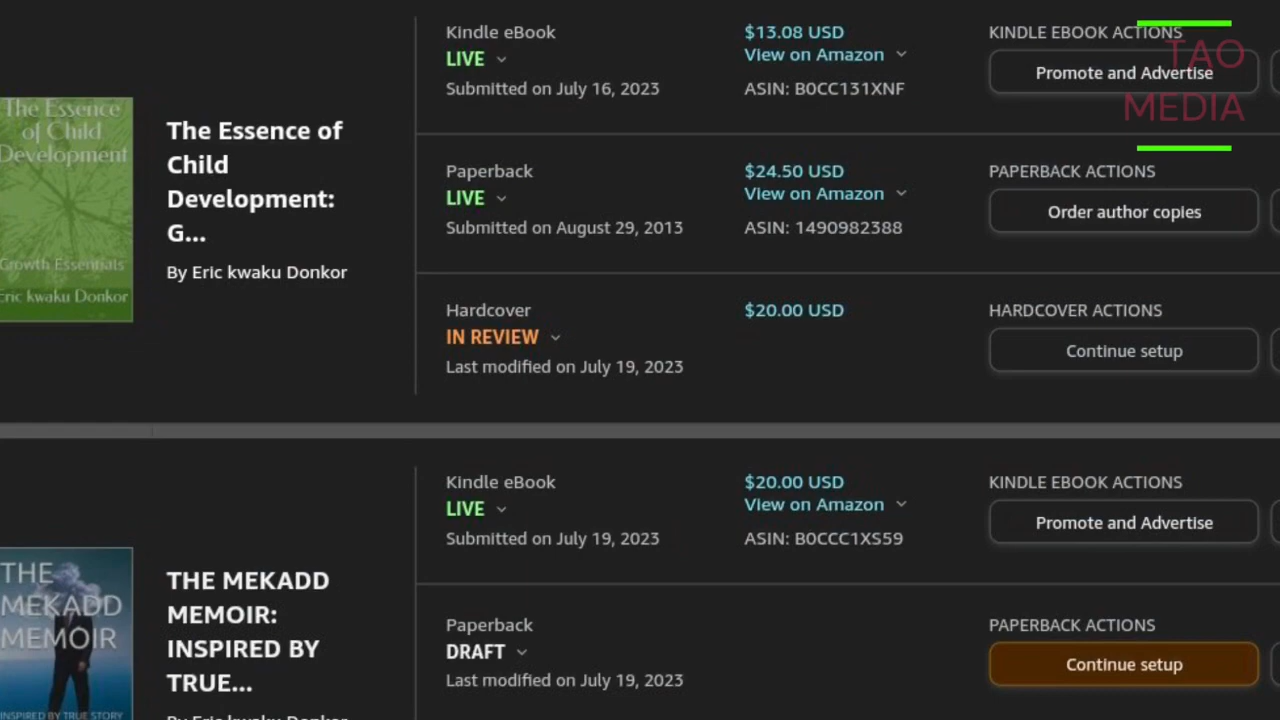 Kindle eBook
LIVE
Submitted on July 16, 2023
$13.08 USD
View on Amazon
ASIN: B0CC131XNF
KINDLE EBOOK ACTIONS
Promote and Advertise
TAO
MEDIA
The Essence
of Child
Development
Growth Essentials
Eric kwaku Donkor
The Essence of
Child
Development:
G...
By Eric kwaku Donkor
Paperback
LIVE
Submitted on August 29, 2013
$24.50 USD
View on Amazon
ASIN: 1490982388
PAPERBACK ACTIONS
Order author copies
Hardcover
IN REVIEW
Last modified on July 19, 2023
$20.00 USD
HARDCOVER ACTIONS
Continue setup
Kindle eBook
LIVE
Submitted on July 19, 2023
$20.00 USD
View on Amazon
ASIN: B0CCC1XS59
KINDLE EBOOK ACTIONS
Promote and Advertise
THE
MEKADD
MEMOIR
INSPIRED BY TRUE STORY
THE MEKADD
MEMOIR:
INSPIRED BY
TRUE...
By Eric kwaku Donkor
Paperback
DRAFT
Last modified on July 19, 2023
PAPERBACK ACTIONS
Continue setup